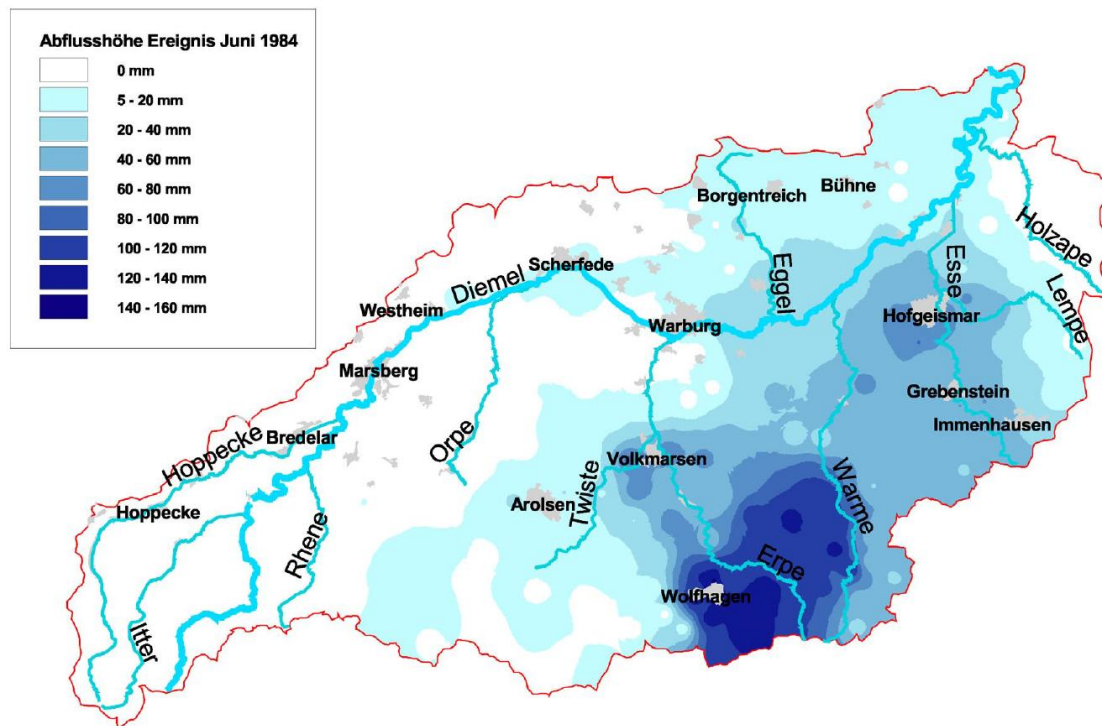 Abflusshöhe Ereignis Juni 1984
0 mm
5 - 20 mm
20 - 40 mm
40 - 60 mm
60 - 80 mm
80 - 100 mm
100 - 120 mm
120 - 140 mm
140 - 160 mm
Borgentreich
Bühne
Holzape
Scherfede
Eggel
Esse
Diemel
Westheim
Warburg
Hofgeismar
Lempe
Marsberg
Grebenstein
Immenhausen
Bredelar
Hoppecke
Orpe
Volkmarsen
Twiste
Warme
Arolsen
Hoppecke
Rhene
Erpe
Wolfhagen
Itter